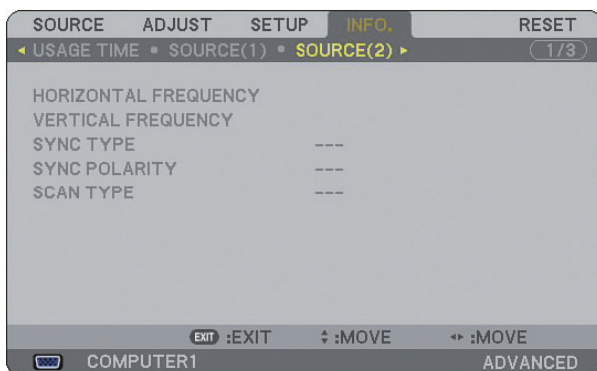 SOURCE ADJUST SETUP INFO. RESET
◂ USAGE TIME • SOURCE(1) • SOURCE(2) ▸ 1/3
HORIZONTAL FREQUENCY
VERTICAL FREQUENCY
SYNC TYPE ---
SYNC POLARITY ---
SCAN TYPE ---
EXIT :EXIT :MOVE :MOVE
COMPUTER1 ADVANCED